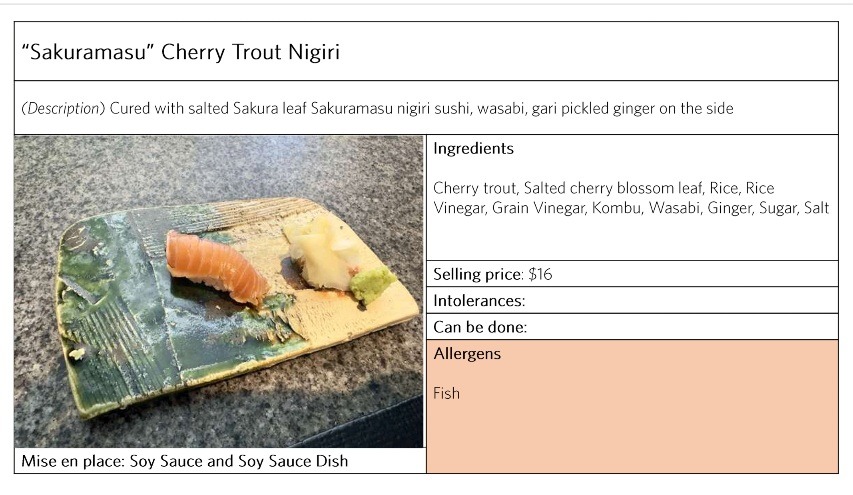 “Sakuramasu” Cherry Trout Nigiri
(Description) Cured with salted Sakura leaf Sakuramasu nigiri sushi, wasabi, gari pickled ginger on the side
Ingredients
Cherry trout, Salted cherry blossom leaf, Rice, Rice
Vinegar, Grain Vinegar, Kombu, Wasabi, Ginger, Sugar, Salt
Selling price: $16
Intolerances:
Can be done:
Allergens
Fish
Mise en place: Soy Sauce and Soy Sauce Dish